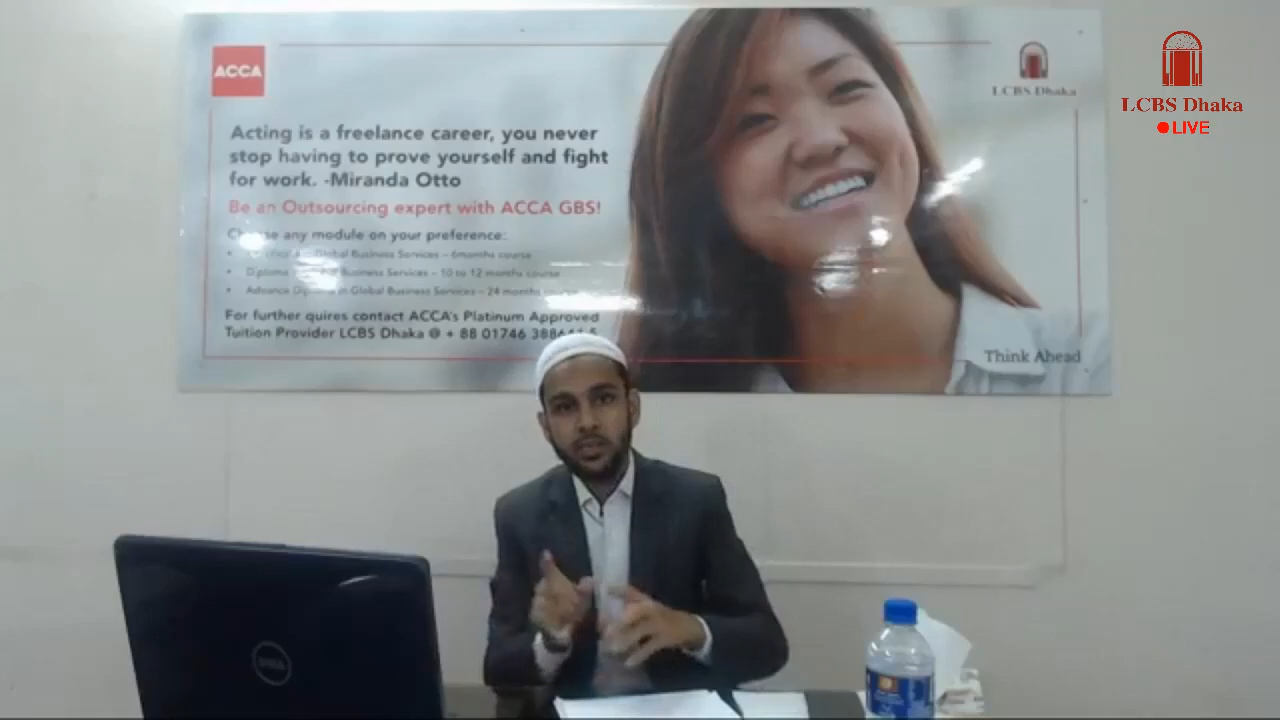 ACCA
LCBS Dhaka
LCBS Dhaka
LIVE
Acting is a freelance career, you never
stop having to prove yourself and fight
for work. -Miranda Otto
Be an Outsourcing expert with ACCA GBS!
any module on your preference:
Global Business Services – 6months course
Business Services – 10 to 12 months course
Advance in Global Business Services – 24 months
For further quires contact ACCA's Platinum Approved
Tuition Provider LCBS Dhaka @ + 88 01746
Think Ahead
DELL